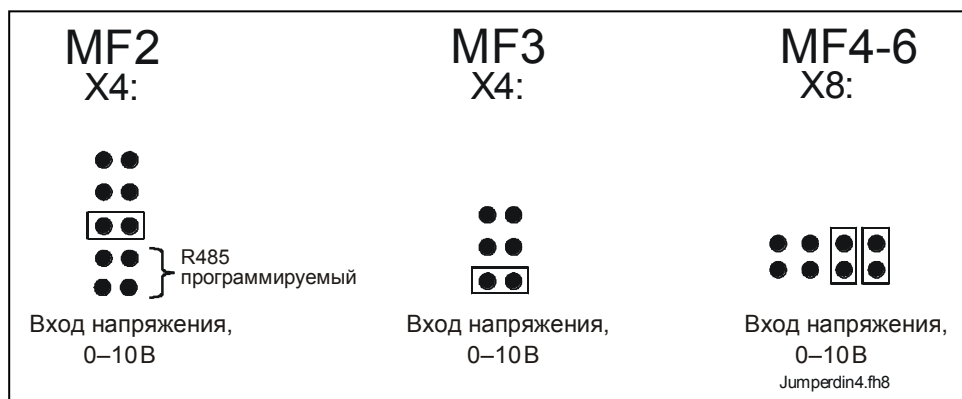 MF2
X4:
R485
программируемый
Вход напряжения,
0–10В
MF3
X4:
Вход напряжения,
0–10В
MF4-6
X8:
Вход напряжения,
0–10В
Jumperdin4.fh8